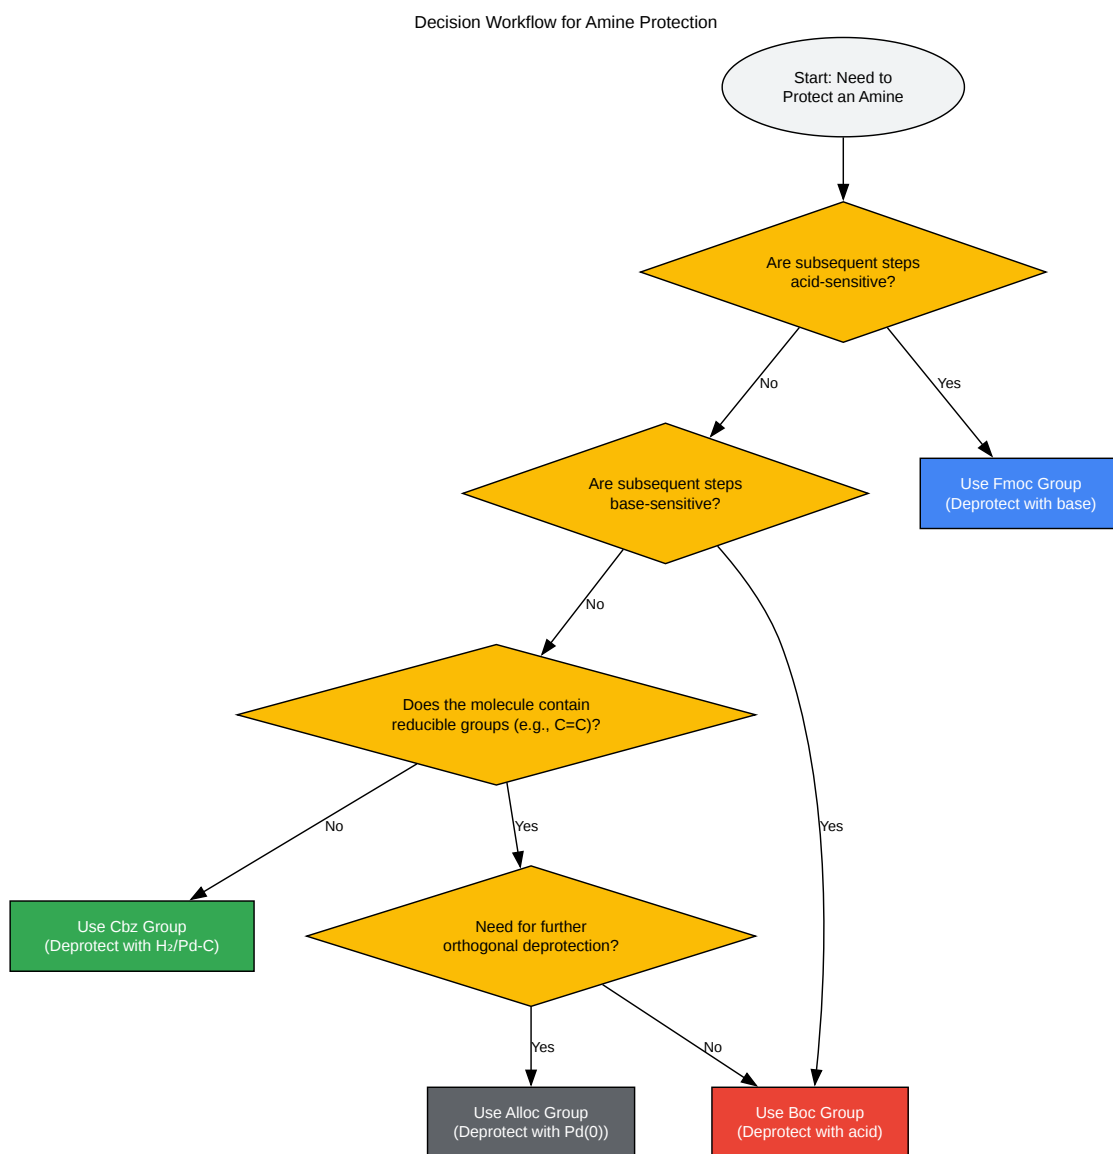 Decision Workflow for Amine Protection
Start: Need to
Protect an Amine
Are subsequent steps
acid-sensitive?
No
Yes
Are subsequent steps
base-sensitive?
Use Fmoc Group
(Deprotect with base)
No
Does the molecule contain
reducible groups (e.g., C=C)?
No
Yes
Yes
Use Cbz Group
(Deprotect with H₂/Pd-C)
Need for further
orthogonal deprotection?
Yes
No
Use Alloc Group
(Deprotect with Pd(0))
Use Boc Group
(Deprotect with acid)